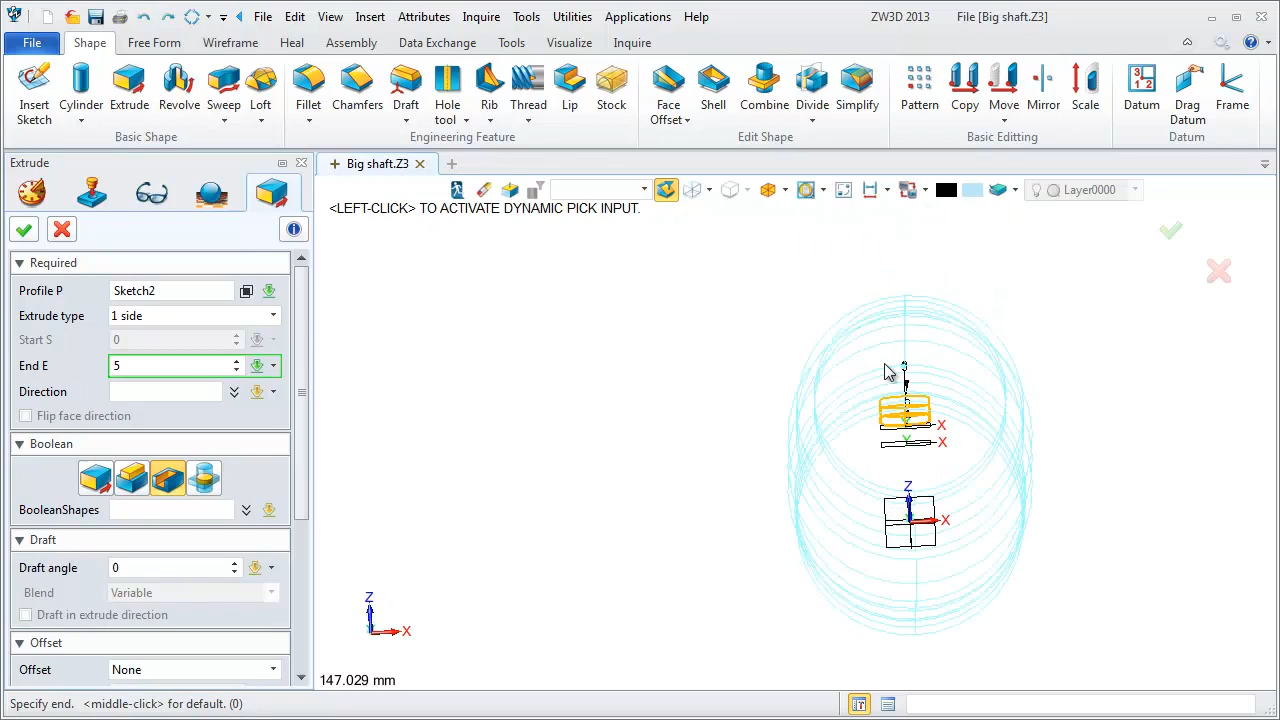 File Edit View Insert Attributes Inquire Tools Utilities Applications Help ZW3D 2013 File [Big shaft.Z3]
File Shape Free Form Wireframe Heal Assembly Data Exchange Tools Visualize Inquire
Insert Sketch Cylinder Extrude Revolve Sweep Loft Fillet Chamfers Draft Hole tool Rib Thread Lip Stock Face Offset Shell Combine Divide Simplify Pattern Copy Move Mirror Scale Datum Drag Datum Frame
Basic Shape Engineering Feature Edit Shape Basic Editting Datum
Extrude Big shaft.Z3
Layer0000
<LEFT-CLICK> TO ACTIVATE DYNAMIC PICK INPUT.
Required
Profile P Sketch2
Extrude type 1 side
Start S 0
End E 5
Direction
Flip face direction
X
Y X
Boolean
Z
BooleanShapes
X
Draft
Draft angle 0
Blend Variable
Z
Draft in extrude direction
X
Offset
Offset None
147.029 mm
Specify end. <middle-click> for default. (0)